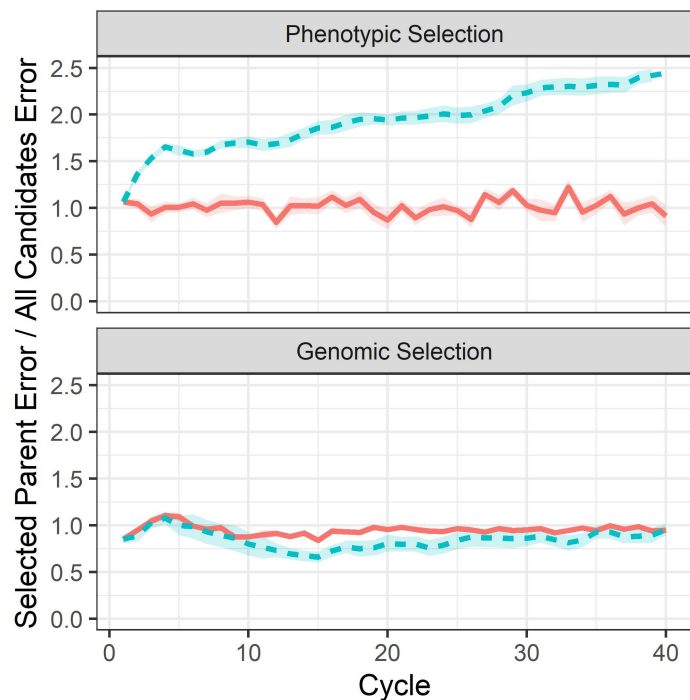 Phenotypic Selection
2.5
2.0
1.5
1.0
0.5
0.0
Genomic Selection
2.5
2.0
1.5
1.0
0.5
0.0
0 10 20 30 40
Cycle
Selected Parent Error / All Candidates Error